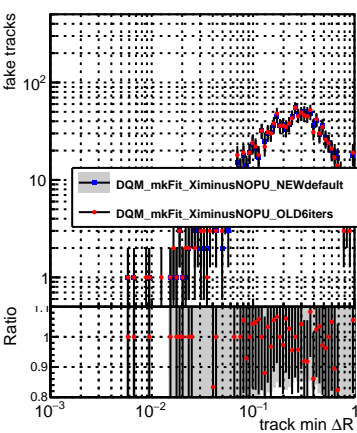 fake tracks
10²
10
1
DQM_mkFit_XiminusNOPU_NEWdefault
DQM_mkFit_XiminusNOPU_OLD6iters
Ratio
1.1
1
0.9
0.8
10⁻³ 10⁻² 10⁻¹ 1
track min ΔR